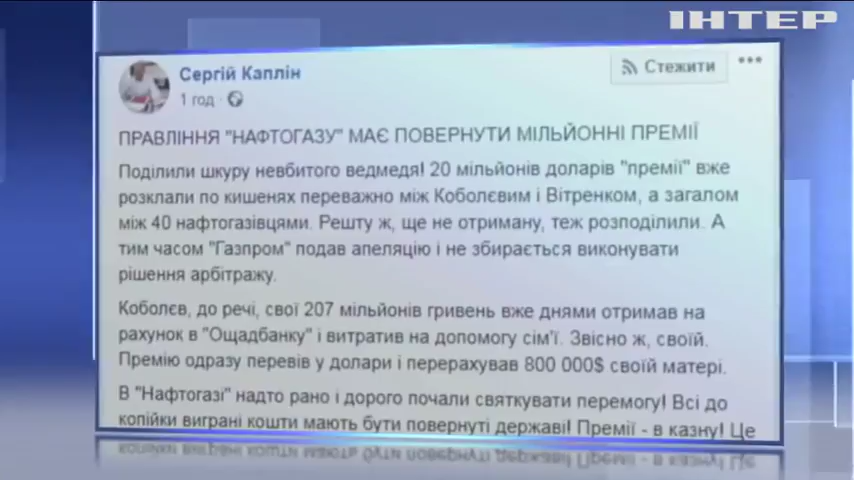 ІНТЕР
Сергій Каплін
Стежити
1 год
ПРАВЛІННЯ "НАФТОГАЗУ" МАЄ ПОВЕРНУТИ МІЛЬЙОННІ ПРЕМІЇ
Поділили шкуру невбитого ведмедя! 20 мільйонів доларів "премії" вже
розклали по кишенях переважно між Коболєвим і Вітренком, а загалом
між 40 нафтогазівцями. Решту ж, ще не отриману, теж розподілили. А
тим часом "Газпром" подав апеляцію і не збирається виконувати
рішення арбітражу.
Коболєв, до речі, свої 207 мільйонів гривень вже днями отримав на
рахунок в "Ощадбанку" і витратив на допомогу сім'ї. Звісно ж, своїй.
Премію одразу перевів у долари і перерахував 800 000$ своїй матері.
В "Нафтогазі" надто рано і дорого почали святкувати перемогу! Всі до
копійки виграні кошти мають бути повернуті державі! Премії - в казну! Це